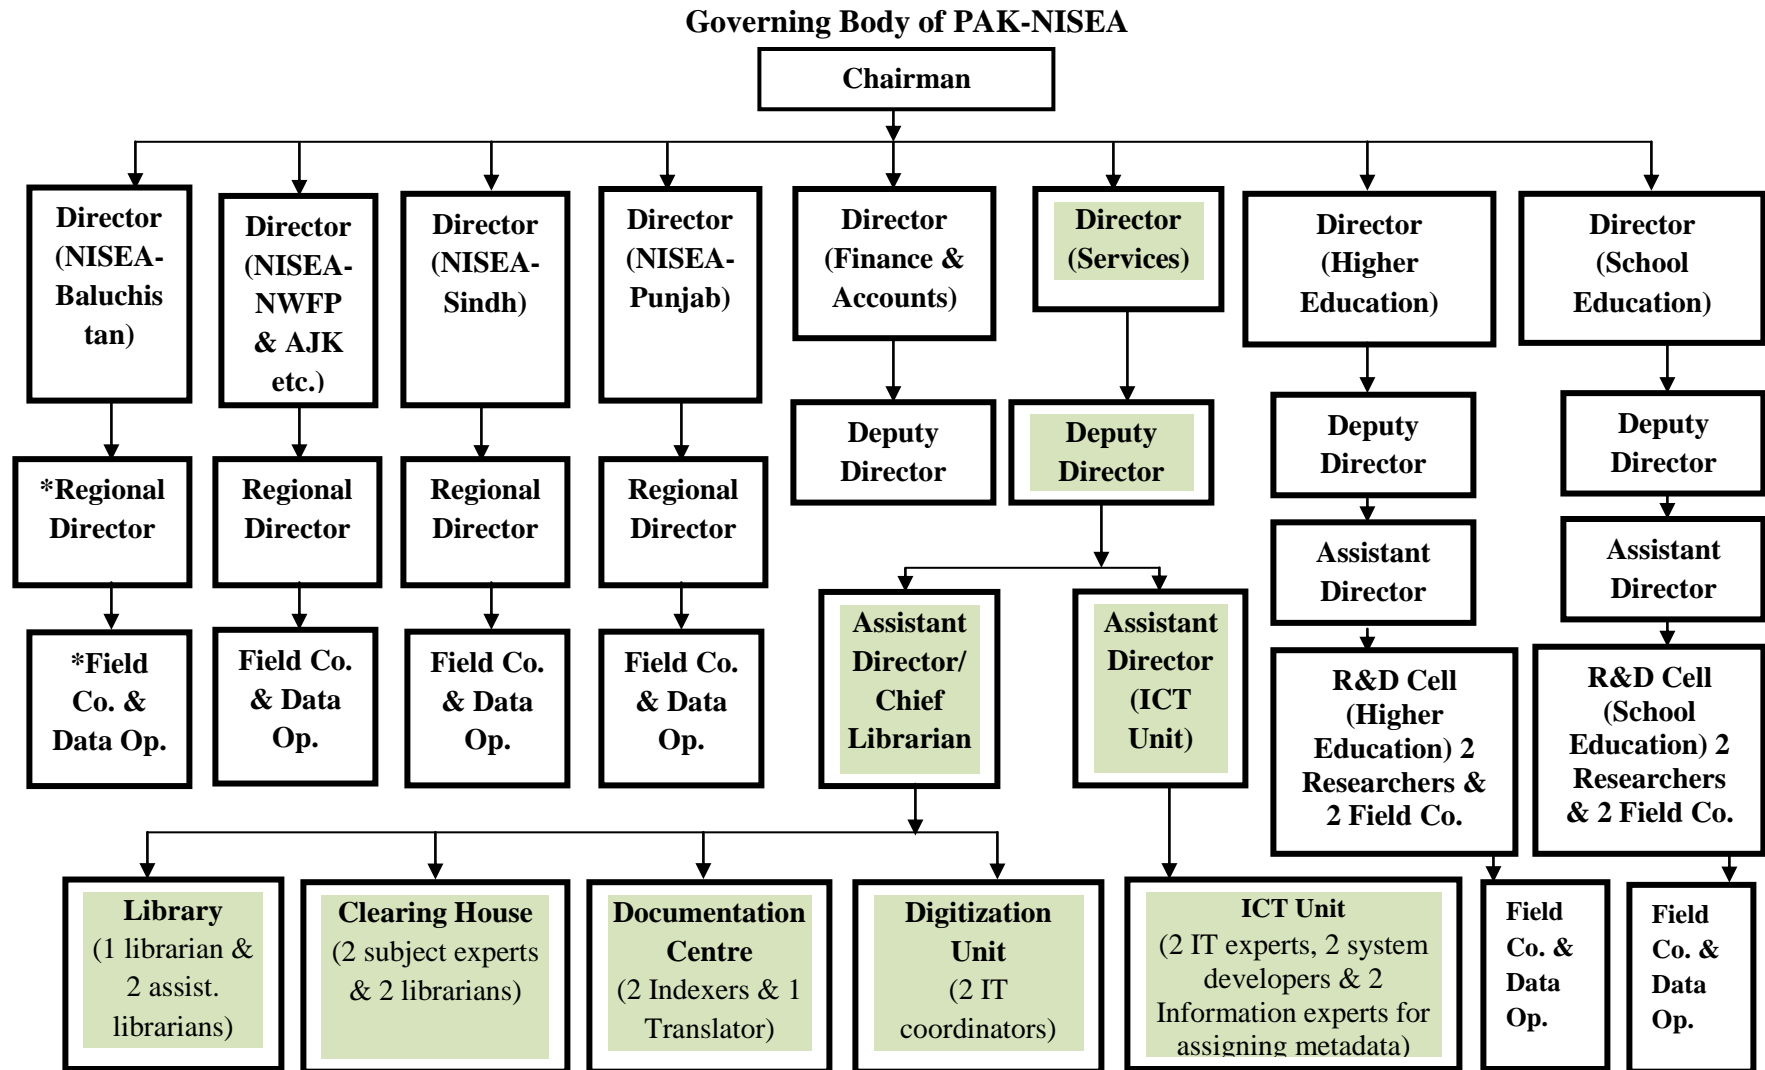 Governing Body of PAK-NISEA
Chairman
Director
(NISEA-
Baluchis
tan)
Director
(NISEA-
NWFP
& AJK
etc.)
Director
(NISEA-
Sindh)
Director
(NISEA-
Punjab)
Director
(Finance &
Accounts)
Director
(Services)
Director
(Higher
Education)
Director
(School
Education)
*Regional
Director
Regional
Director
Regional
Director
Regional
Director
Deputy
Director
Deputy
Director
Deputy
Director
Deputy
Director
Assistant
Director
Assistant
Director
*Field
Co. &
Data Op.
Field Co.
& Data
Op.
Field Co.
& Data
Op.
Field Co.
& Data
Op.
Assistant
Director/
Chief
Librarian
Assistant
Director
(ICT
Unit)
R&D Cell
(Higher
Education) 2
Researchers &
2 Field Co.
R&D Cell
(School
Education) 2
Researchers
& 2 Field Co.
Library
(1 librarian &
2 assist.
librarians)
Clearing House
(2 subject experts
& 2 librarians)
Documentation
Centre
(2 Indexers & 1
Translator)
Digitization
Unit
(2 IT
coordinators)
ICT Unit
(2 IT experts, 2 system
developers & 2
Information experts for
assigning metadata)
Field
Co. &
Data
Op.
Field
Co. &
Data
Op.